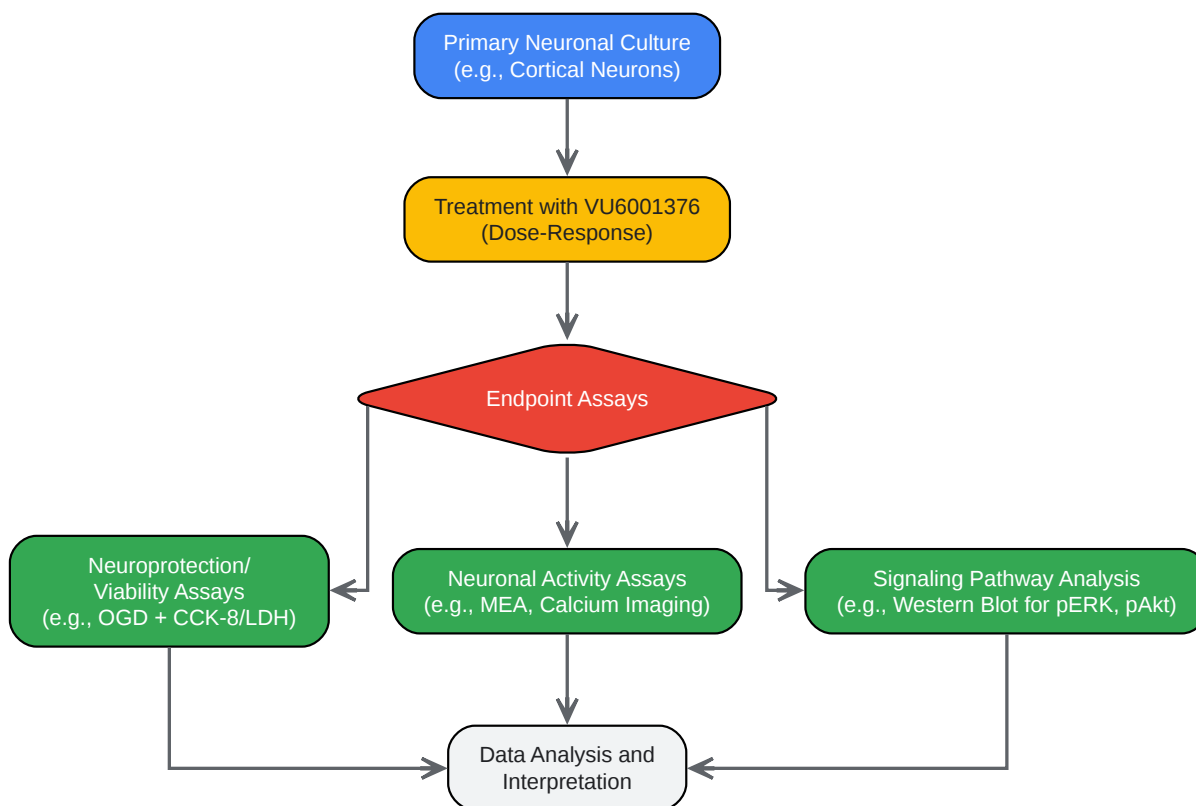 Primary Neuronal Culture
(e.g., Cortical Neurons)
Treatment with VU6001376
(Dose-Response)
Endpoint Assays
Neuroprotection/
Viability Assays
(e.g., OGD + CCK-8/LDH)
Neuronal Activity Assays
(e.g., MEA, Calcium Imaging)
Signaling Pathway Analysis
(e.g., Western Blot for pERK, pAkt)
Data Analysis and
Interpretation